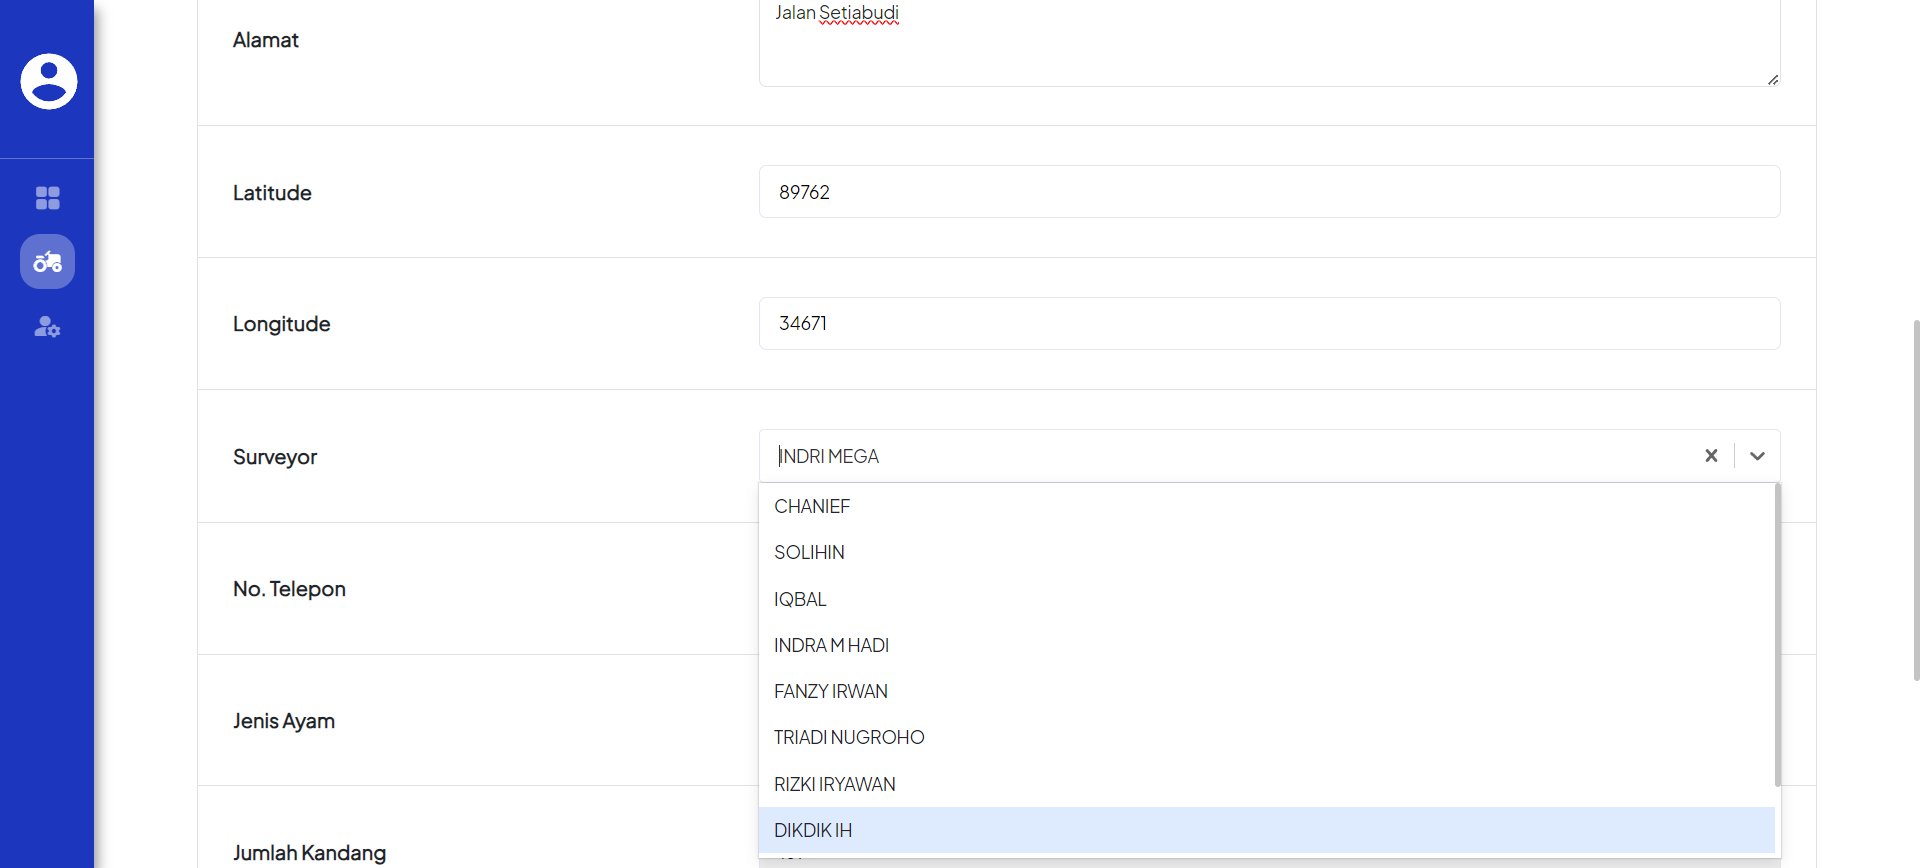 Alamat
Jalan Setiabudi
Latitude
89762
Longitude
34671
Surveyor
INDRI MEGA
CHANIEF
SOLIHIN
IQBAL
INDRA M HADI
FANZY IRWAN
TRIADI NUGROHO
RIZKI IRYAWAN
DIKDIK IH
No. Telepon
Jenis Ayam
Jumlah Kandang